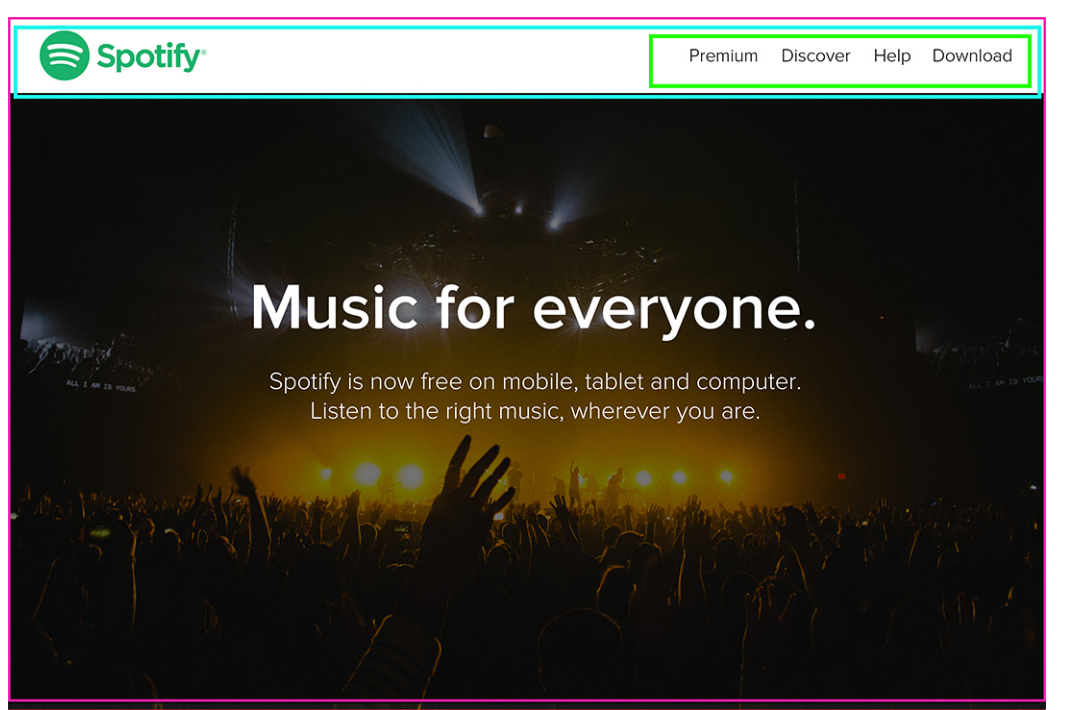 Spotify®
Premium Discover Help Download
Music for everyone.
Spotify is now free on mobile, tablet and computer.
Listen to the right music, wherever you are.
ALL I AM IS YOURS
ALL I AM IS YOUR